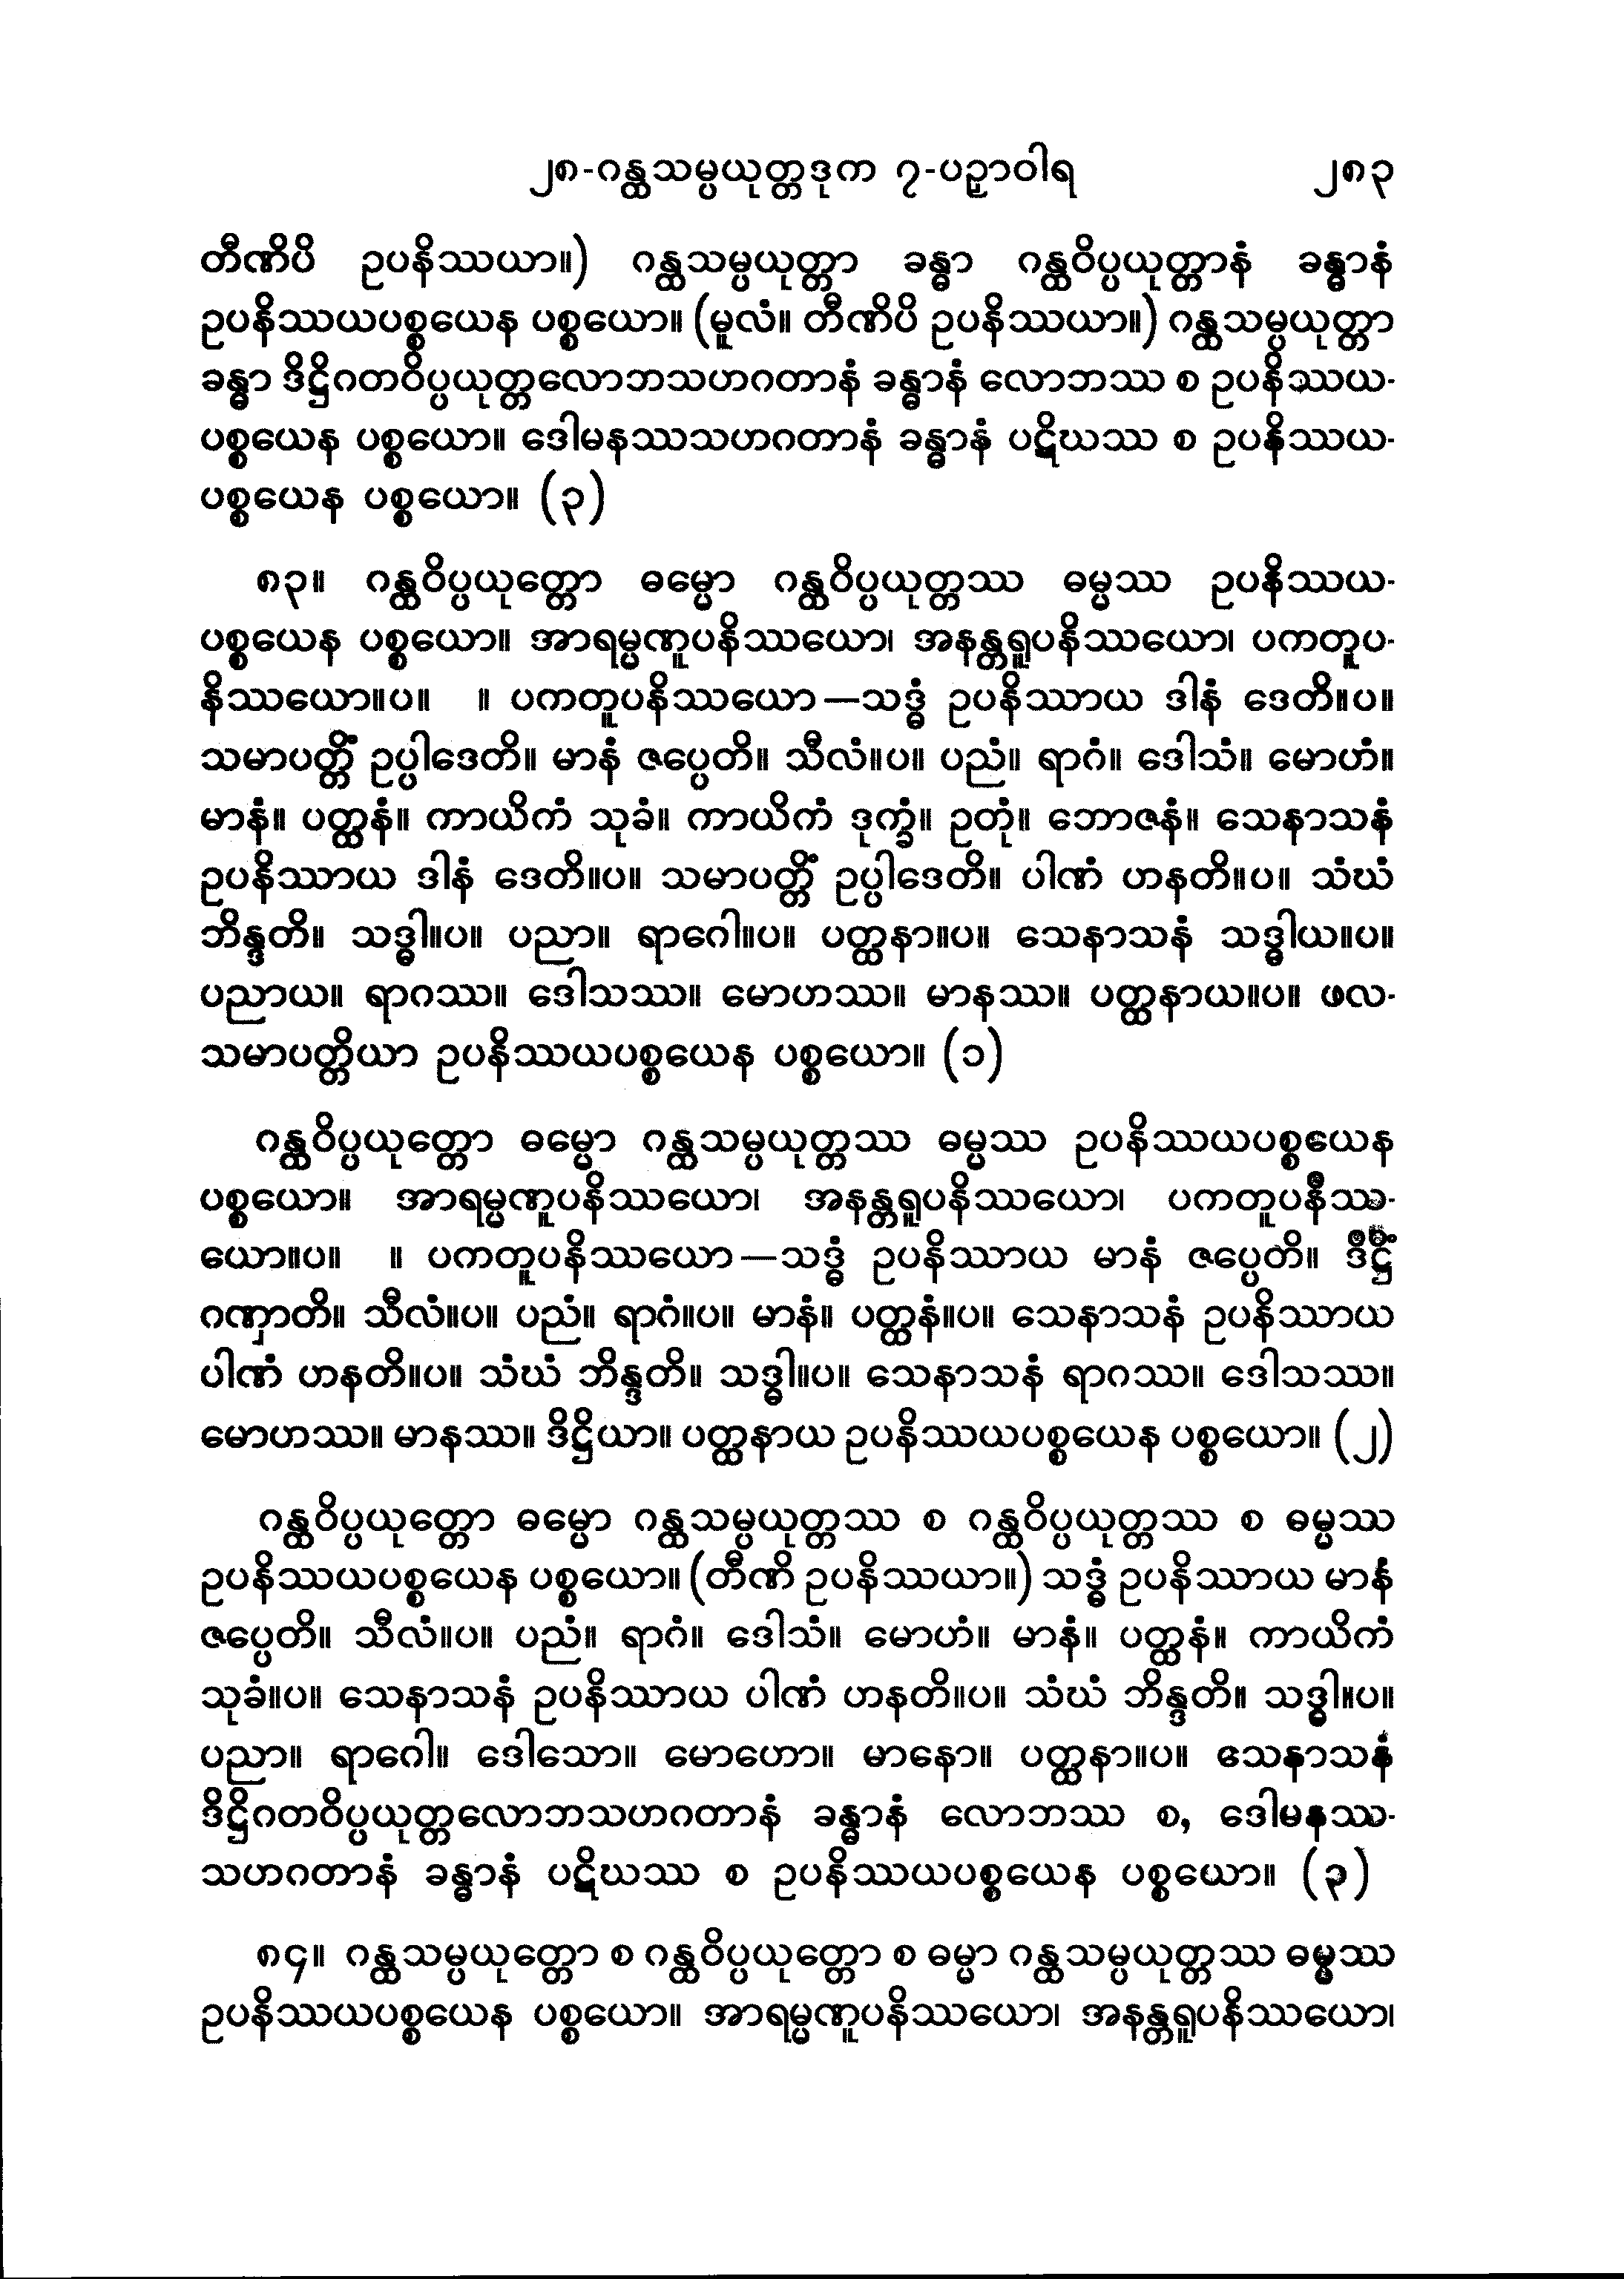 ၂၈-ဂန္ထသမ္ပယုတ္တဒုက ၇-ပဉှာဝါရ ၂၈၃
တီဏိပိ ဥပနိဿယာ။) ဂန္ထသမ္ပယုတ္တာ ခန္ဓာ ဂန္ထဝိပ္ပယုတ္တာနံ ခန္ဓာနံ
ဥပနိဿယပစ္စယေန ပစ္စယော။ (မူလံ။ တီဏိပိ ဥပနိဿယာ။) ဂန္ထသမ္ပယုတ္တာ
ခန္ဓာ ဒိဋ္ဌိဂတဝိပ္ပယုတ္တလောဘသဟဂတာနံ ခန္ဓာနံ လောဘဿ စ ဥပနိဿယ-
ပစ္စယေန ပစ္စယော။ ဒေါမနဿသဟဂတာနံ ခန္ဓာနံ ပဋိဃဿ စ ဥပနိဿယ-
ပစ္စယေန ပစ္စယော။ (၃)
၈၃။ ဂန္ထဝိပ္ပယုတ္တော ဓမ္မော ဂန္ထဝိပ္ပယုတ္တဿ ဓမ္မဿ ဥပနိဿယ-
ပစ္စယေန ပစ္စယော။ အာရမ္မဏူပနိဿယော၊ အနန္တရူပနိဿယော၊ ပကတူပ-
နိဿယော။ပ။ ။ ပကတူပနိဿယော—သဒ္ဓံ ဥပနိဿာယ ဒါနံ ဒေတိ။ပ။
သမာပတ္တိံ ဥပ္ပါဒေတိ။ မာနံ ဇပ္ပေတိ။ သီလံ။ပ။ ပညံ။ ရာဂံ။ ဒေါသံ။ မောဟံ။
မာနံ။ ပတ္ထနံ။ ကာယိကံ သုခံ။ ကာယိကံ ဒုက္ခံ။ ဥတုံ။ ဘောဇနံ။ သေနာသနံ
ဥပနိဿာယ ဒါနံ ဒေတိ။ပ။ သမာပတ္တိံ ဥပ္ပါဒေတိ။ ပါဏံ ဟနတိ။ပ။ သံဃံ
ဘိန္ဒတိ။ သဒ္ဓါ။ပ။ ပညာ။ ရာဂေါ။ပ။ ပတ္ထနာ။ပ။ သေနာသနံ သဒ္ဓါယ။ပ။
ပညာယ။ ရာဂဿ။ ဒေါသဿ။ မောဟဿ။ မာနဿ။ ပတ္ထနာယ။ပ။ ဖလ-
သမာပတ္တိယာ ဥပနိဿယပစ္စယေန ပစ္စယော။ (၁)
ဂန္ထဝိပ္ပယုတ္တော ဓမ္မော ဂန္ထသမ္ပယုတ္တဿ ဓမ္မဿ ဥပနိဿယပစ္စယေန
ပစ္စယော။ အာရမ္မဏူပနိဿယော၊ အနန္တရူပနိဿယော၊ ပကတူပနိဿ-
ယော။ပ။ ။ ပကတူပနိဿယော—သဒ္ဓံ ဥပနိဿာယ မာနံ ဇပ္ပေတိ။ ဒိဋ္ဌိံ
ဂဏှာတိ။ သီလံ။ပ။ ပညံ။ ရာဂံ။ပ။ မာနံ။ ပတ္ထနံ။ပ။ သေနာသနံ ဥပနိဿာယ
ပါဏံ ဟနတိ။ပ။ သံဃံ ဘိန္ဒတိ။ သဒ္ဓါ။ပ။ သေနာသနံ ရာဂဿ။ ဒေါသဿ။
မောဟဿ။ မာနဿ။ ဒိဋ္ဌိယာ။ ပတ္ထနာယ ဥပနိဿယပစ္စယေန ပစ္စယော။ (၂)
ဂန္ထဝိပ္ပယုတ္တော ဓမ္မော ဂန္ထသမ္ပယုတ္တဿ စ ဂန္ထဝိပ္ပယုတ္တဿ စ ဓမ္မဿ
ဥပနိဿယပစ္စယေန ပစ္စယော။ (တီဏိ ဥပနိဿယာ။) သဒ္ဓံ ဥပနိဿာယ မာနံ
ဇပ္ပေတိ။ သီလံ။ပ။ ပညံ။ ရာဂံ။ ဒေါသံ။ မောဟံ။ မာနံ။ ပတ္ထနံ။ ကာယိကံ
သုခံ။ပ။ သေနာသနံ ဥပနိဿာယ ပါဏံ ဟနတိ။ပ။ သံဃံ ဘိန္ဒတိ။ သဒ္ဓါ။ပ။
ပညာ။ ရာဂေါ။ ဒေါသော။ မောဟော။ မာနော။ ပတ္ထနာ။ပ။ သေနာသနံ
ဒိဋ္ဌိဂတဝိပ္ပယုတ္တလောဘသဟဂတာနံ ခန္ဓာနံ လောဘဿ စ, ဒေါမနဿ-
သဟဂတာနံ ခန္ဓာနံ ပဋိဃဿ စ ဥပနိဿယပစ္စယေန ပစ္စယော။ (၃)
၈၄။ ဂန္ထသမ္ပယုတ္တော စ ဂန္ထဝိပ္ပယုတ္တော စ ဓမ္မာ ဂန္ထသမ္ပယုတ္တဿ ဓမ္မဿ
ဥပနိဿယပစ္စယေန ပစ္စယော။ အာရမ္မဏူပနိဿယော၊ အနန္တရူပနိဿယော၊